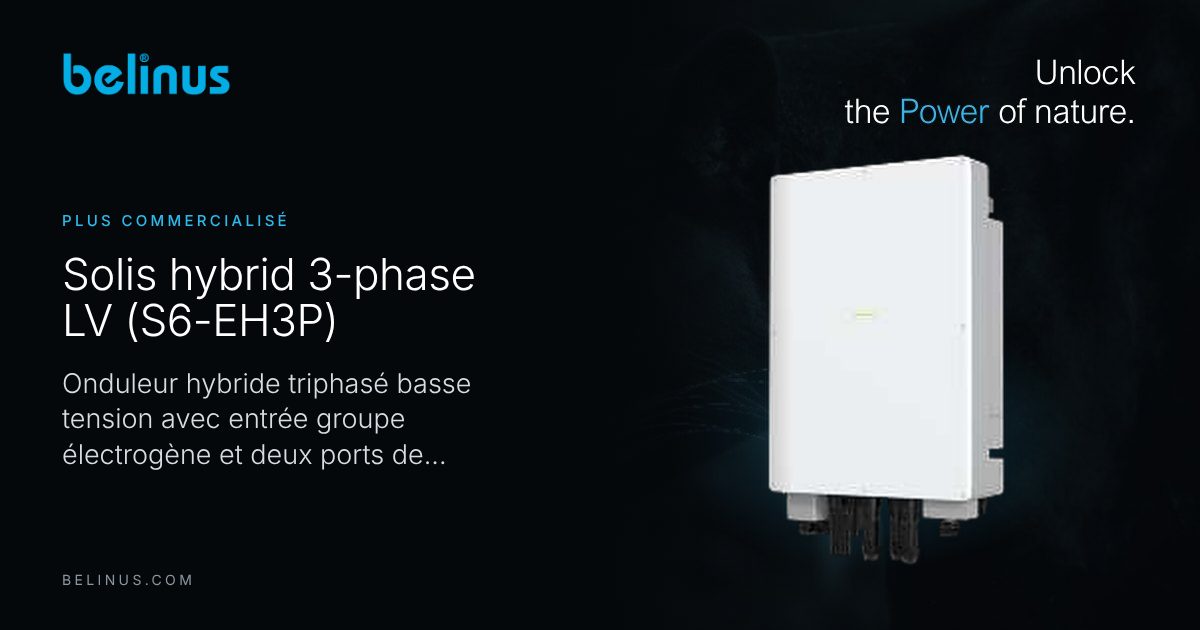 belinus®
Unlock
the Power of nature.
PLUS COMMERCIALISÉ
Solis hybrid 3-phase
LV (S6-EH3P)
Onduleur hybride triphasé basse
tension avec entrée groupe
électrogène et deux ports de...
BELINUS.COM